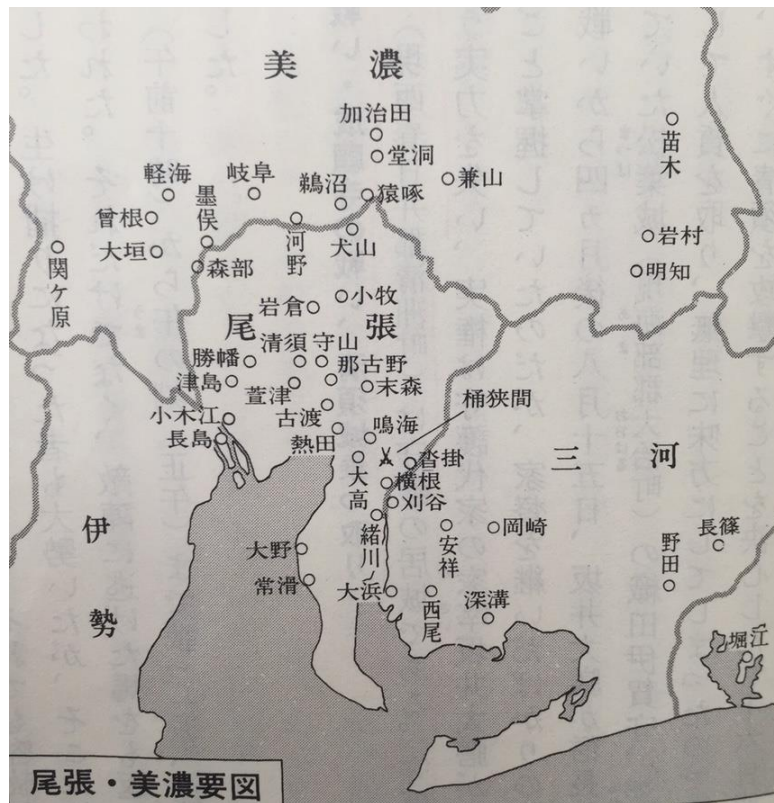 美濃
加治田
堂洞
兼山
苗木
軽海
岐阜
鵜沼
猿啄
曾根
墨俣
大垣
河野
犬山
岩村
関ケ原
森部
明知
岩倉
小牧
尾張
清須
守山
勝幡
那古野
津島
萱津
末森
桶狭間
小木江
古渡
鳴海
長島
熱田
沓掛
三河
大高
横根
刈谷
伊勢
緒川
安祥
岡崎
長篠
野田
大野
常滑
大浜
西尾
深溝
堀江
尾張・美濃要図